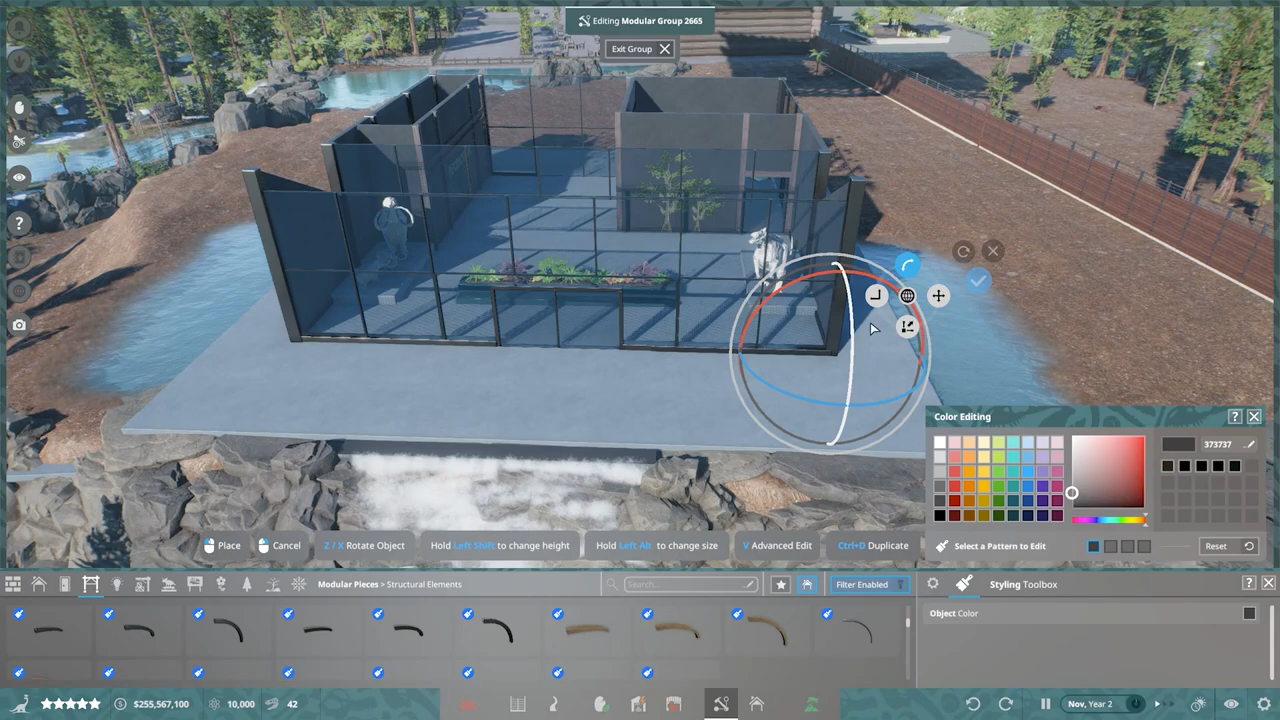 Editing Modular Group 2665
Exit Group
Color Editing
?
373737
Place
Cancel
Z / X Rotate Object
Hold Left Shift to change height
Hold Left Alt to change size
V Advanced Edit
Ctrl+D Duplicate
Select a Pattern to Edit
Reset
Modular Pieces > Structural Elements
Search...
Filter Enabled
Styling Toolbox
?
Object Color
?
$255,567,100
10,000
42
Nov, Year 2